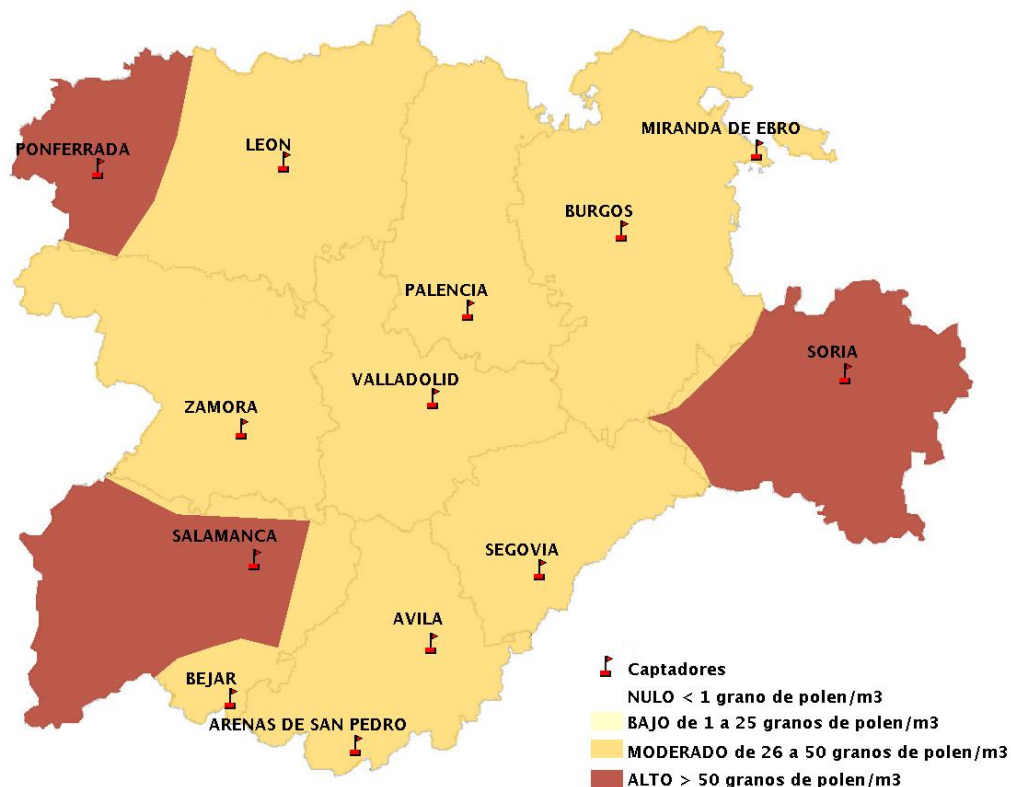 MIRANDA DE EBRO
PONFERRADA
LEON
BURGOS
PALENCIA
SORIA
VALLADOLID
ZAMORA
SALAMANCA
SEGOVIA
AVILA
BEJAR
ARENAS DE SAN PEDRO
Captadores
NULO < 1 grano de polen/m3
BAJO de 1 a 25 granos de polen/m3
MODERADO de 26 a 50 granos de polen/m3
ALTO > 50 granos de polen/m3